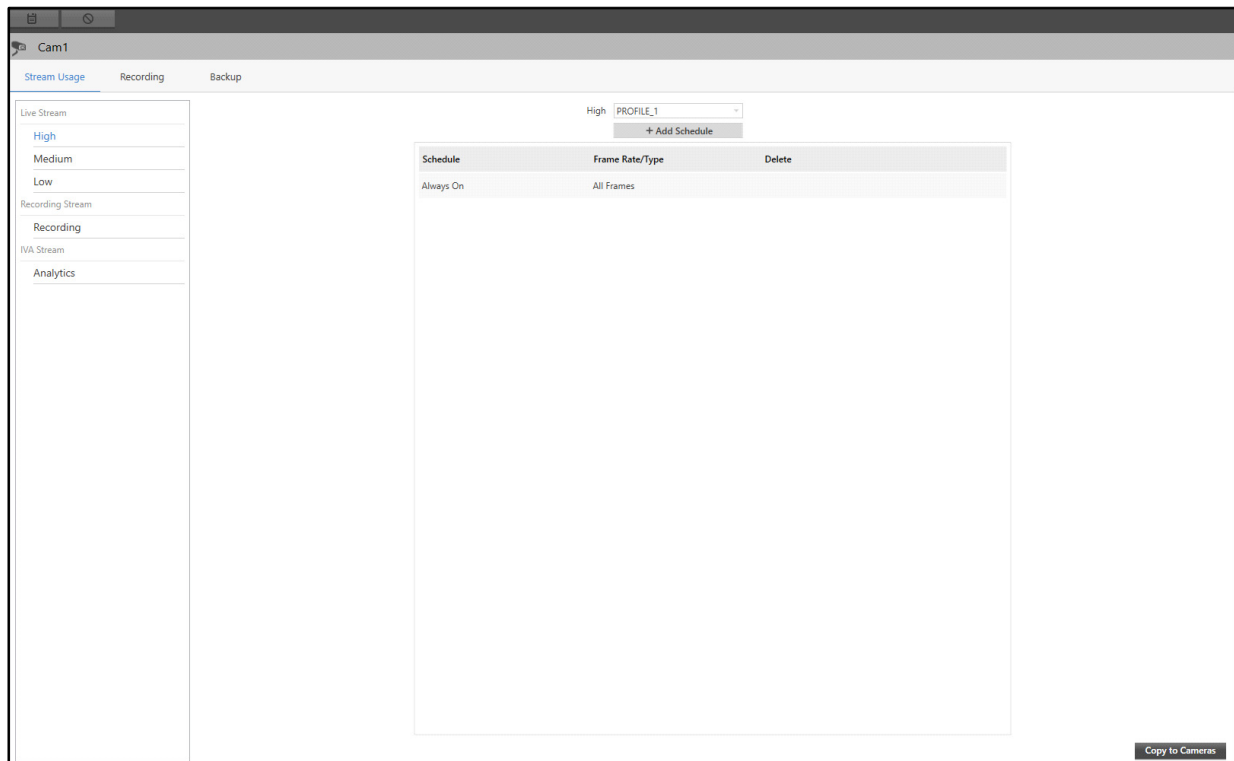 Cam1
Stream Usage Recording Backup
Live Stream
High
Medium
Low
Recording Stream
Recording
IVA Stream
Analytics
High PROFILE_1
+ Add Schedule
Schedule Frame Rate/Type Delete
Always On All Frames
Copy to Cameras